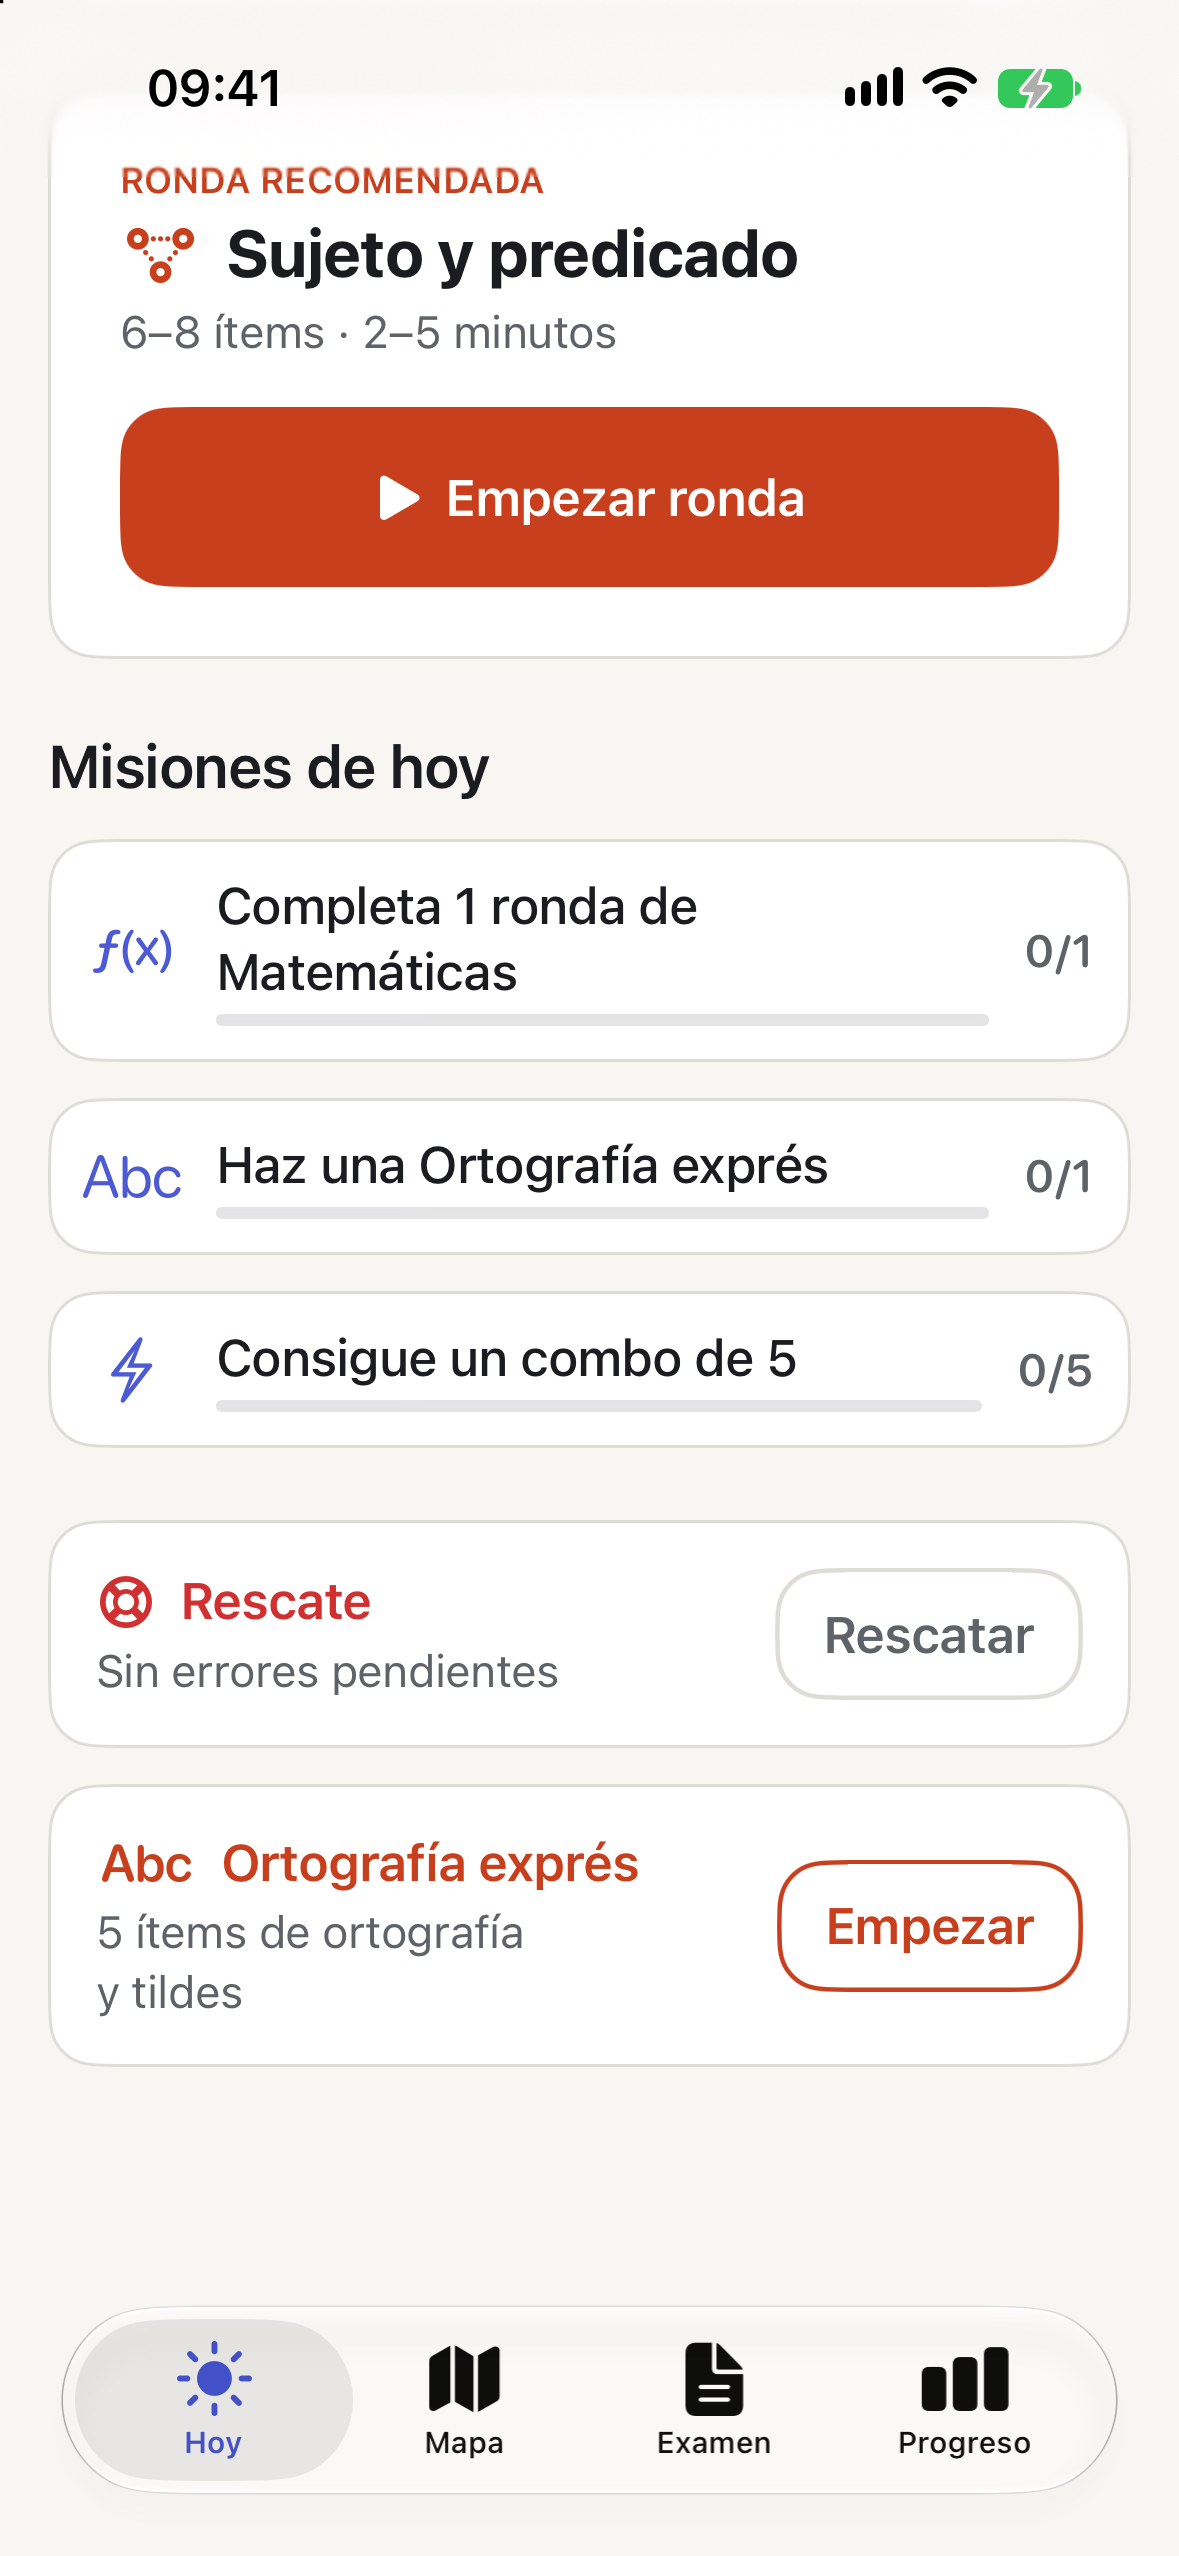 09:41
RONDA RECOMENDADA
Sujeto y predicado
6–8 ítems · 2–5 minutos
Empezar ronda
Misiones de hoy
f(x)
Completa 1 ronda de
Matemáticas
0/1
Abc
Haz una Ortografía exprés
0/1
Consigue un combo de 5
0/5
Rescate
Sin errores pendientes
Rescatar
Abc Ortografía exprés
5 ítems de ortografía
y tildes
Empezar
Hoy
Mapa
Examen
Progreso